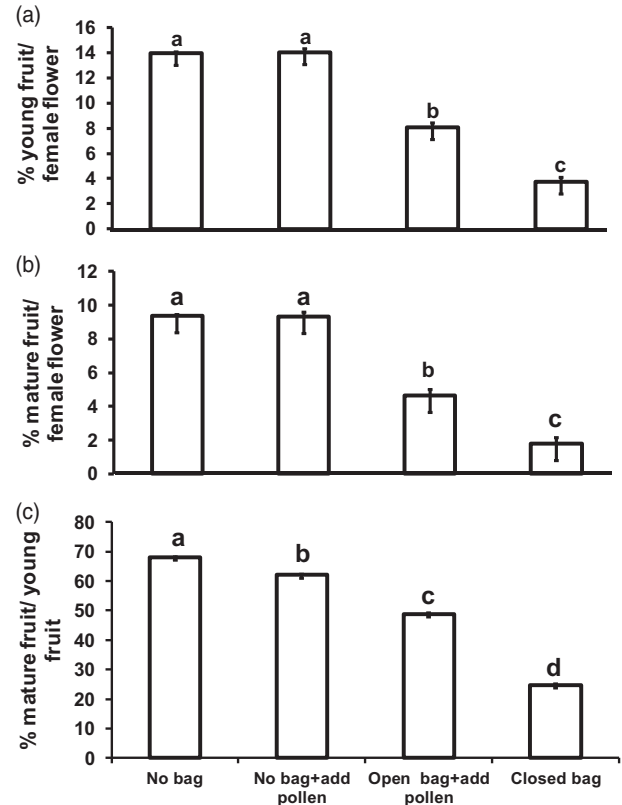 (a)
% young fruit/
female flower
18
16
14
12
10
8
6
4
2
0
a
a
b
c
(b)
% mature fruit/
female flower
12
10
8
6
4
2
0
a
a
b
c
(c)
% mature fruit/ young
fruit
80
70
60
50
40
30
20
10
0
a
b
c
d
No bag
No bag+add
pollen
Open bag+add
pollen
Closed bag